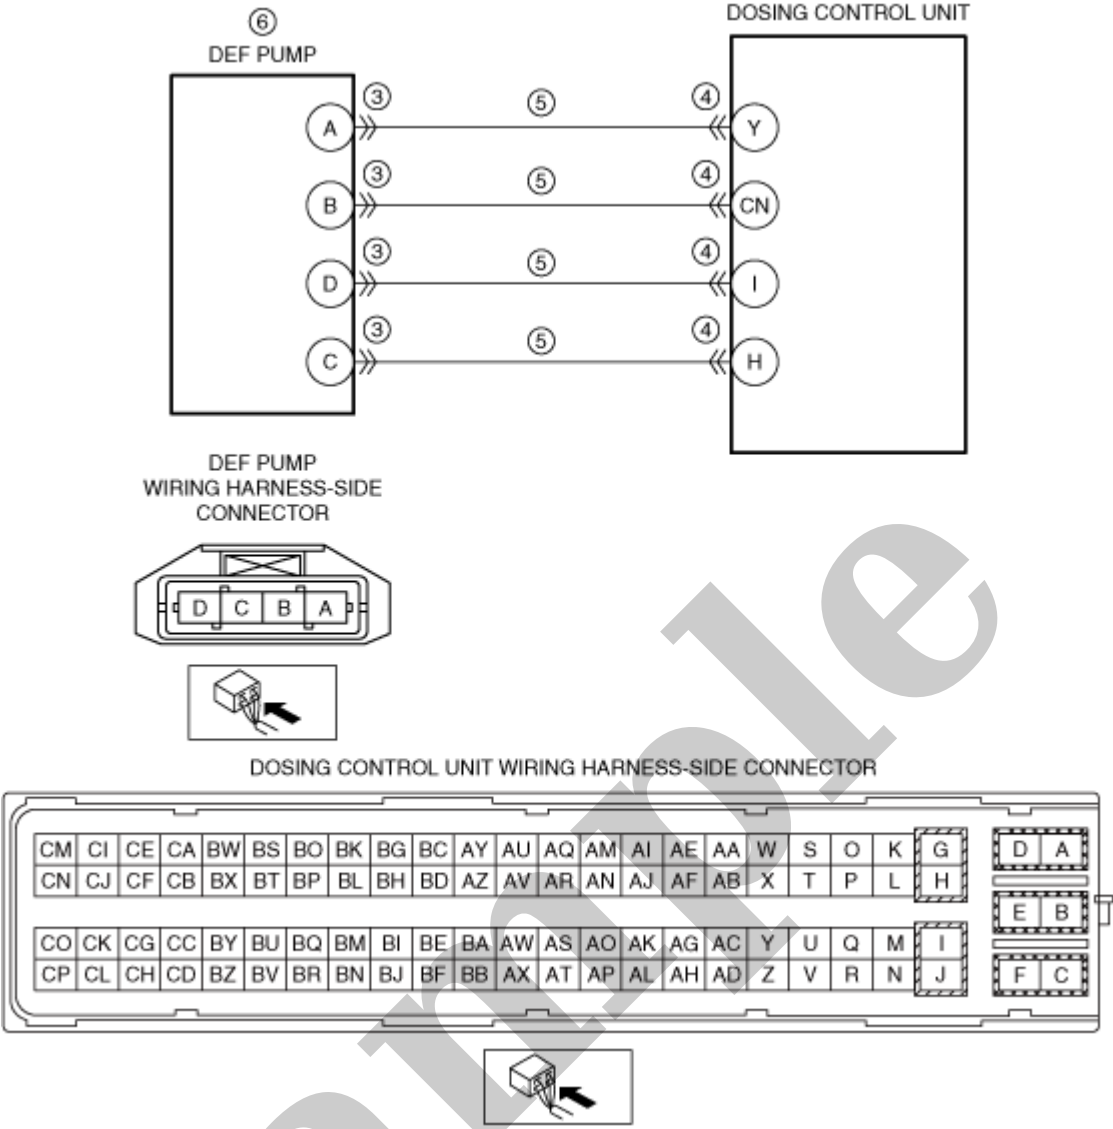 ⑥
DEF PUMP
DOSING CONTROL UNIT
A ③ ⑤ ④ Y
B ③ ⑤ ④ CN
D ③ ⑤ ④ I
C ③ ⑤ ④ H
DEF PUMP
WIRING HARNESS-SIDE
CONNECTOR
D C B A
DOSING CONTROL UNIT WIRING HARNESS-SIDE CONNECTOR
CM CI CE CA BW BS BO BK BG BC AY AU AQ AM AI AE AA W S O K G D A
CN CJ CF CB BX BT BP BL BH BD AZ AV AR AN AJ AF AB X T P L H
E B
CO CK CG CC BY BU BQ BM BI BE BA AW AS AO AK AG AC Y U Q M I
CP CL CH CD BZ BV BR BN BJ BF BB AX AT AP AL AH AD Z V R N J F C
Sample